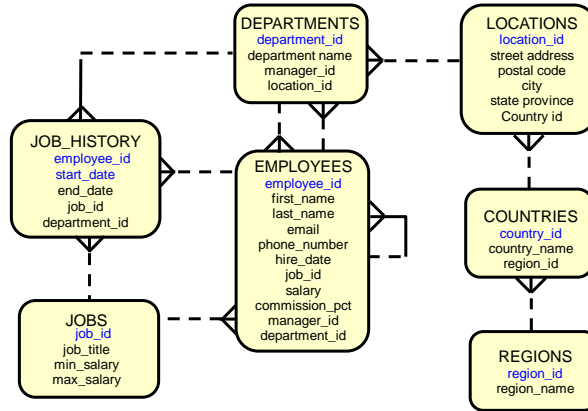 DEPARTMENTS
department_id
department name
manager_id
location_id
LOCATIONS
location_id
street address
postal code
city
state province
Country id
JOB_HISTORY
employee_id
start_date
end_date
job_id
department_id
EMPLOYEES
employee_id
first_name
last_name
email
phone_number
hire_date
job_id
salary
commission_pct
manager_id
department_id
COUNTRIES
country_id
country_name
region_id
JOBS
job_id
job_title
min_salary
max_salary
REGIONS
region_id
region_name